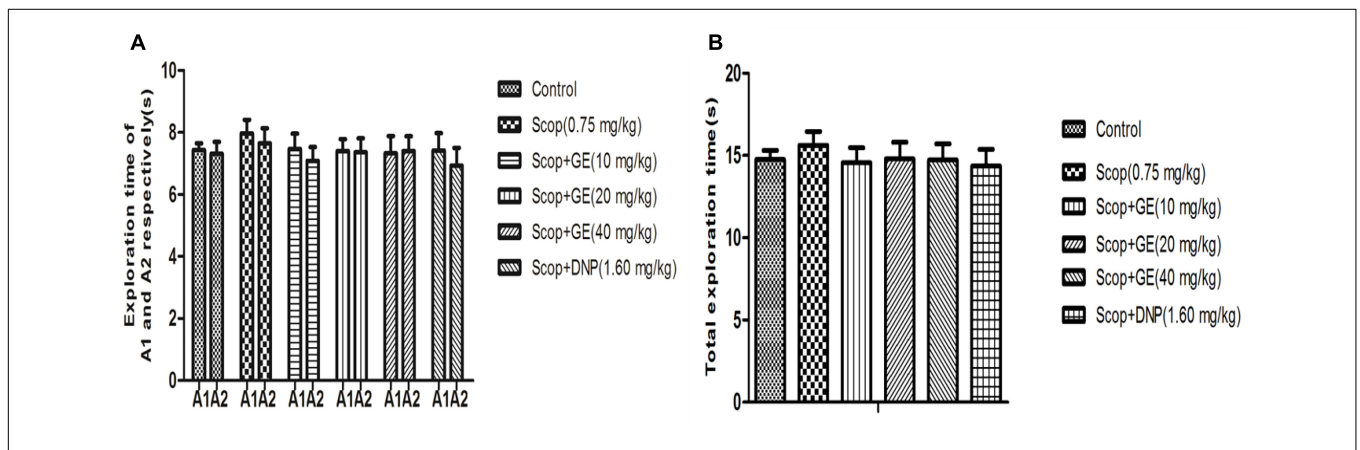 A
Exploration time of
A1 and A2 respectively(s)
10
8
6
4
2
0
A1A2 A1A2 A1A2 A1A2 A1A2 A1A2
Control
Scop(0.75 mg/kg)
Scop+GE(10 mg/kg)
Scop+GE(20 mg/kg)
Scop+GE(40 mg/kg)
Scop+DNP(1.60 mg/kg)
B
Total exploration time(s)
20
15
10
5
0
Control
Scop(0.75 mg/kg)
Scop+GE(10 mg/kg)
Scop+GE(20 mg/kg)
Scop+GE(40 mg/kg)
Scop+DNP(1.60 mg/kg)